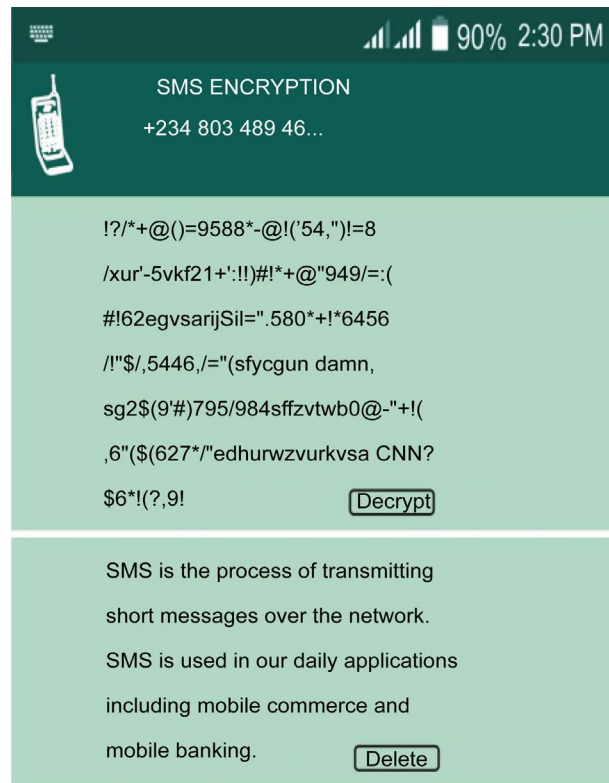 90% 2:30 PM
SMS ENCRYPTION
+234 803 489 46...
!?/*+@()=9588*-@!('54,")!=8
/xur'-5vkf21+':!!)#!*+@"949/=:(
#!62egvsarijSil=".580*+!*6456
/!"$/,5446,/="(sfycgun damn,
sg2$(9'#)795/984sffzvtwb0@-"+!(
,6"($(627*/"edhurwzvurkvsa CNN?
$6*!(?,9! Decrypt
SMS is the process of transmitting
short messages over the network.
SMS is used in our daily applications
including mobile commerce and
mobile banking. Delete